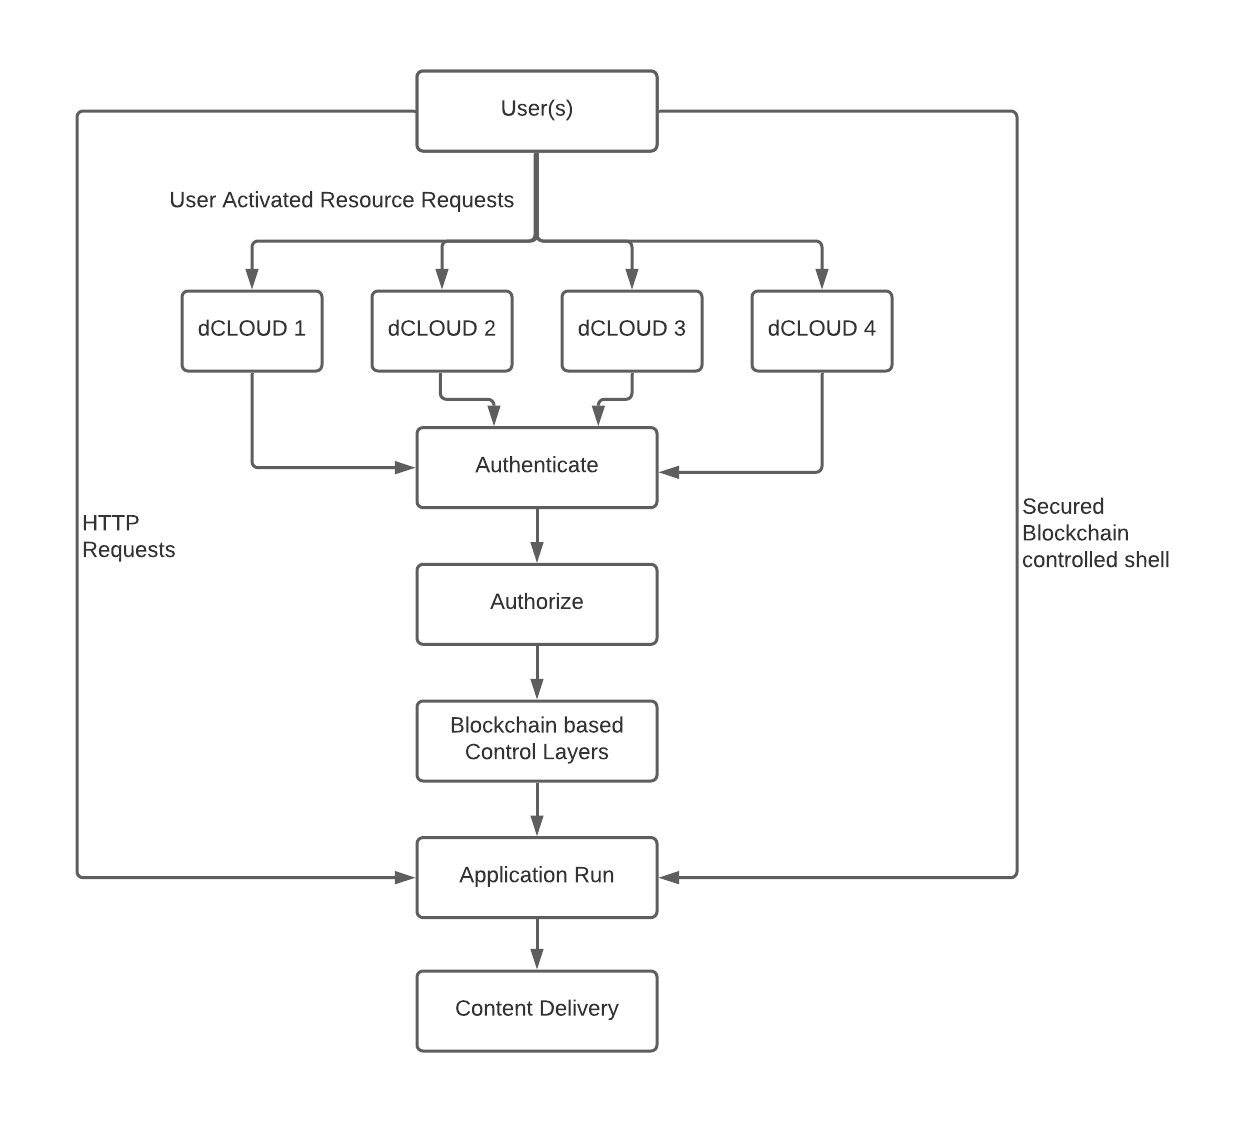 User(s)
User Activated Resource Requests
dCLOUD 1
dCLOUD 2
dCLOUD 3
dCLOUD 4
Authenticate
HTTP
Requests
Secured
Blockchain
controlled shell
Authorize
Blockchain based
Control Layers
Application Run
Content Delivery